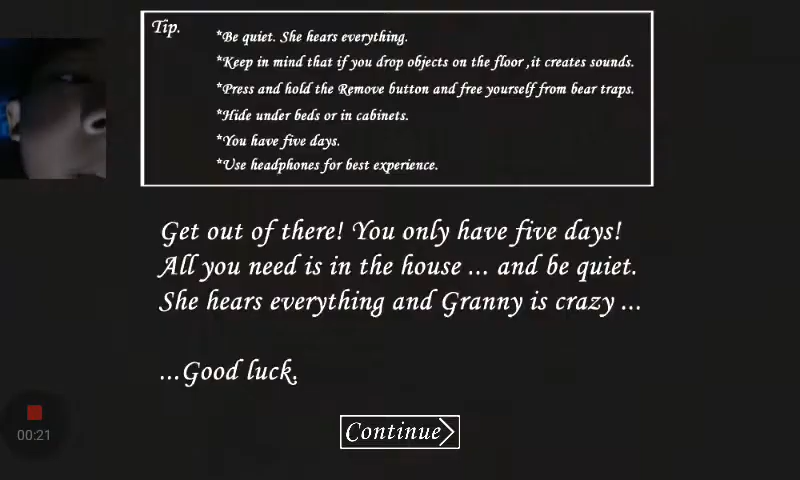 Tip.
*Be quiet. She hears everything.
*Keep in mind that if you drop objects on the floor ,it creates sounds.
*Press and hold the Remove button and free yourself from bear traps.
*Hide under beds or in cabinets.
*You have five days.
*Use headphones for best experience.
Get out of there! You only have five days!
All you need is in the house ... and be quiet.
She hears everything and Granny is crazy ...
...Good luck.
Continue
00:21